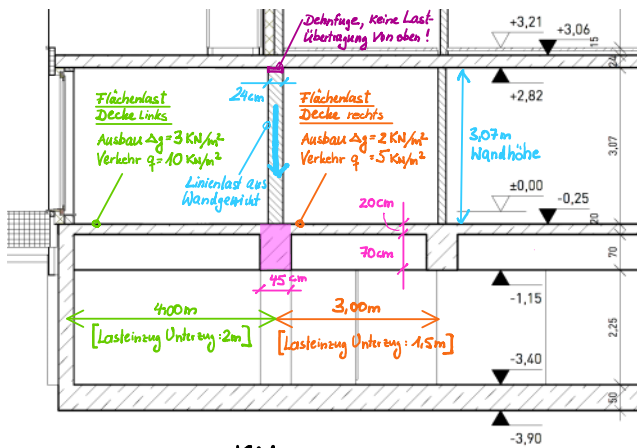 Dehnfuge, keine Last-
übertragung von oben!
+3,21
+3,06
15
24
+2,82
24cm
Flächenlast
Decke Links
Ausbau Δg = 3 KN/m²
Verkehr q = 10 KN/m²
Flächenlast
Decke rechts
Ausbau Δg = 2 KN/m²
Verkehr q = 5 KN/m²
3,07m
Wandhöhe
3,07
Linienlast aus
Wandgewicht
±0,00
-0,25
20cm
20
70cm
70
45 cm
-1,15
4,00m
[Lasteinzug Unterzug: 2m]
3,00m
[Lasteinzug Unterzug: 1,5m]
2,25
-3,40
50
-3,90